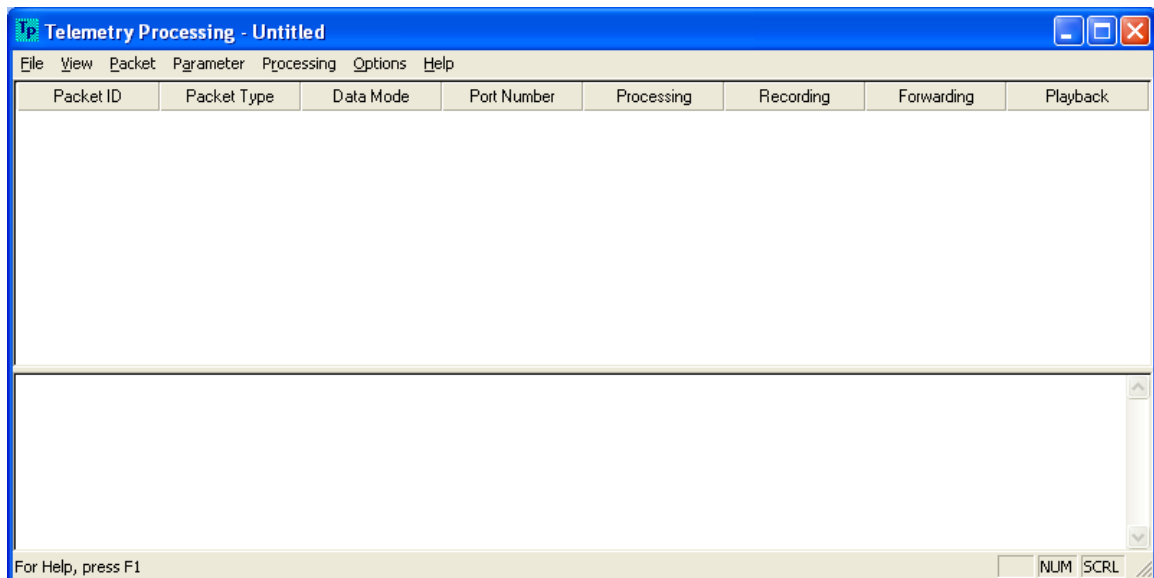 Tp Telemetry Processing - Untitled
File View Packet Parameter Processing Options Help
Packet ID Packet Type Data Mode Port Number Processing Recording Forwarding Playback
For Help, press F1 NUM SCRL